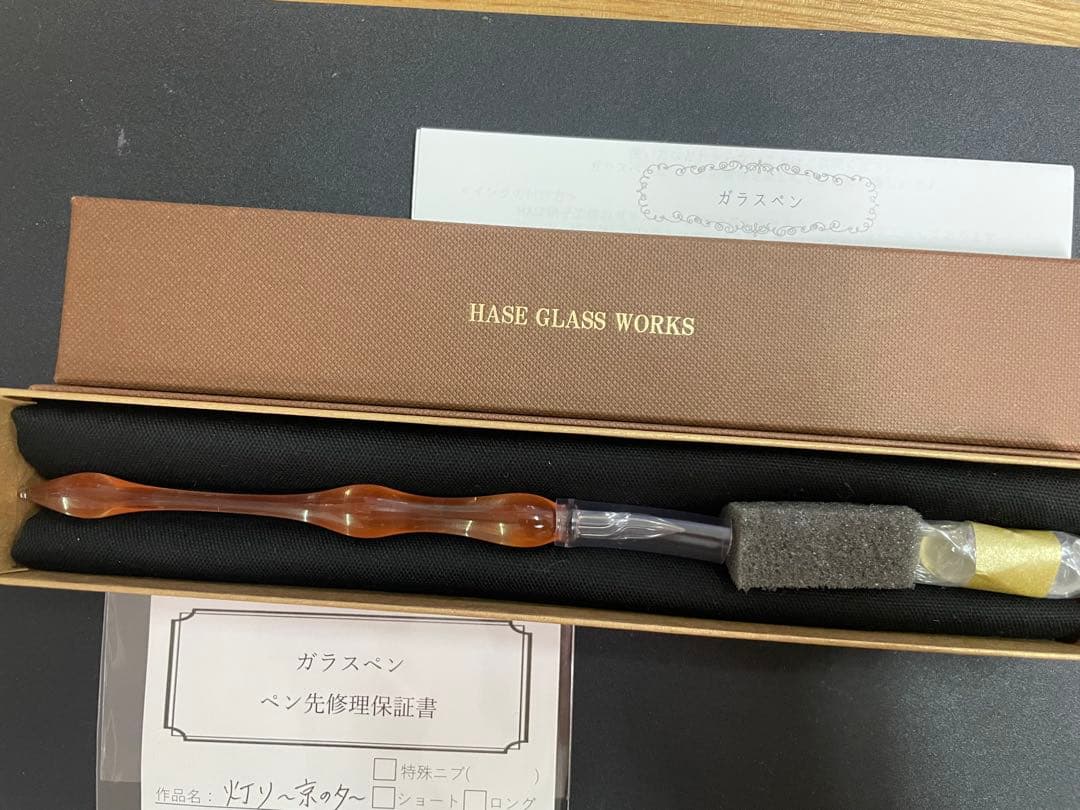 ガラスペン
HASE GLASS WORKS
ガラスペン
ペン先修理保証書
□特殊ニブ( )
作品名: 灯り〜京の夕〜 □ショート □ロング